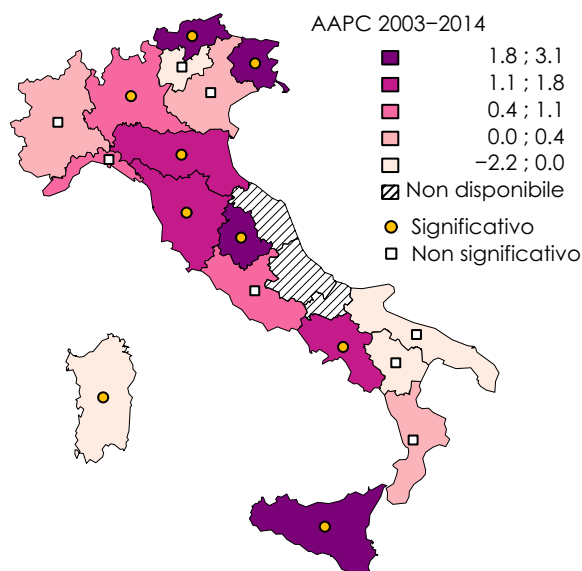 AAPC 2003−2014
1.8 ; 3.1
1.1 ; 1.8
0.4 ; 1.1
0.0 ; 0.4
−2.2 ; 0.0
Non disponibile
Significativo
Non significativo